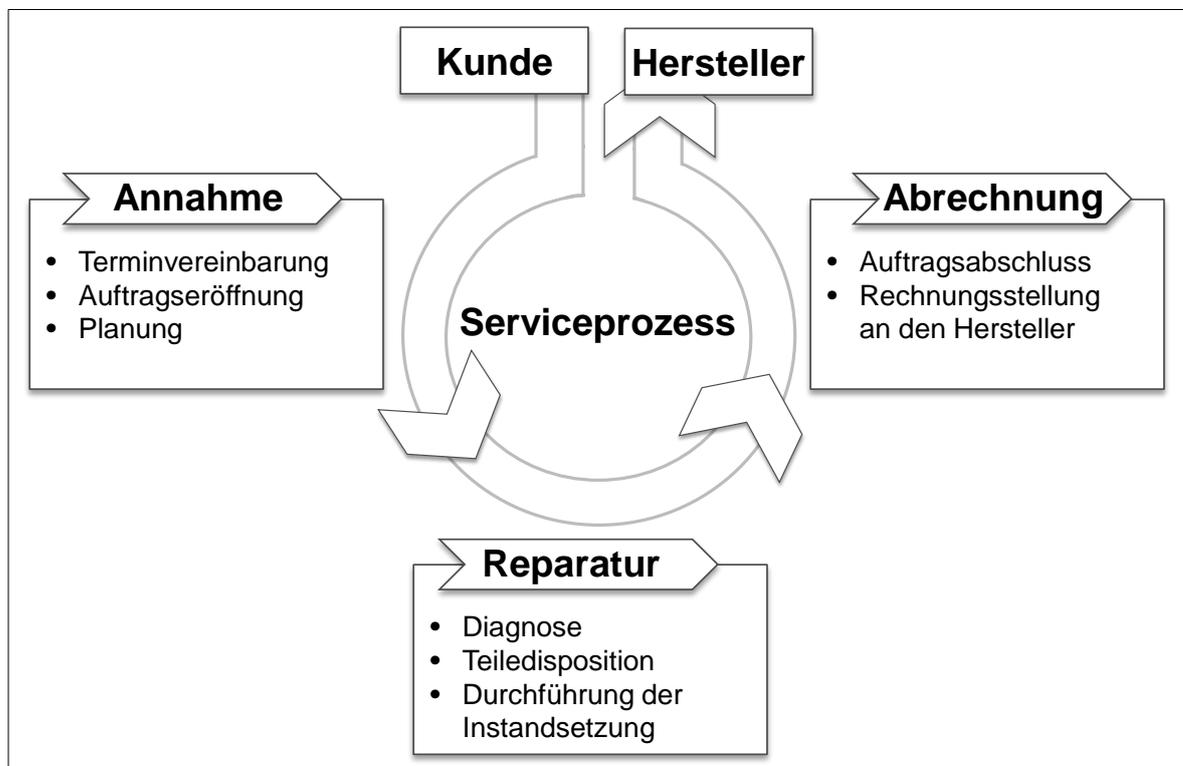 Kunde
Hersteller
Annahme
• Terminvereinbarung
• Auftragseröffnung
• Planung
Serviceprozess
Abrechnung
• Auftragsabschluss
• Rechnungsstellung
an den Hersteller
Reparatur
• Diagnose
• Teiledisposition
• Durchführung der
Instandsetzung